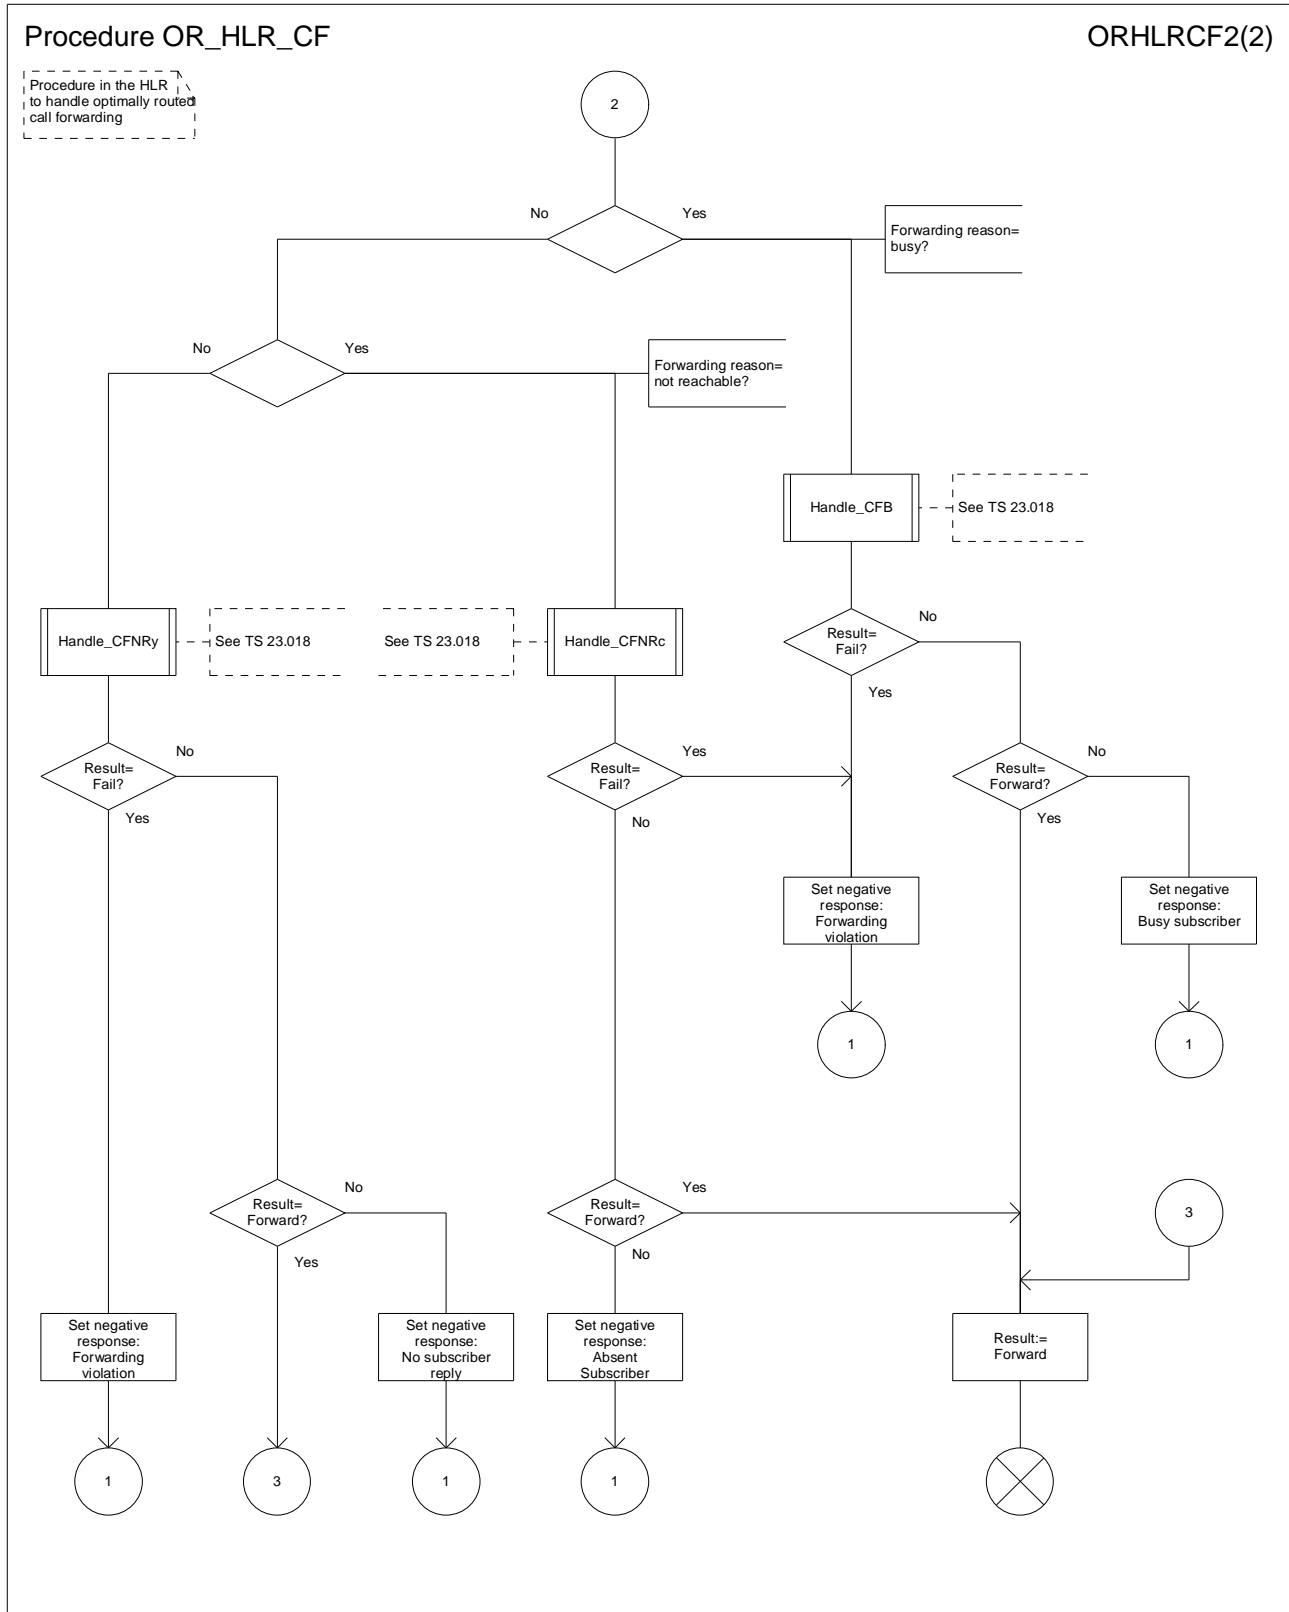 Procedure OR_HLR_CF
ORHLRCF2(2)
Procedure in the HLR
to handle optimally routed
call forwarding
2
No
Yes
Forwarding reason=
busy?
No
Yes
Forwarding reason=
not reachable?
Handle_CFB
See TS 23.018
Handle_CFNRy
See TS 23.018
See TS 23.018
Handle_CFNRc
Result=
Fail?
No
Yes
Result=
Fail?
No
Yes
Result=
Fail?
Yes
No
Result=
Forward?
No
Yes
Set negative
response:
Forwarding
violation
Set negative
response:
Busy subscriber
1
1
Result=
Forward?
No
Yes
Result=
Forward?
Yes
No
3
Set negative
response:
Forwarding
violation
Set negative
response:
No subscriber
reply
Set negative
response:
Absent
Subscriber
Result:=
Forward
1
3
1
1